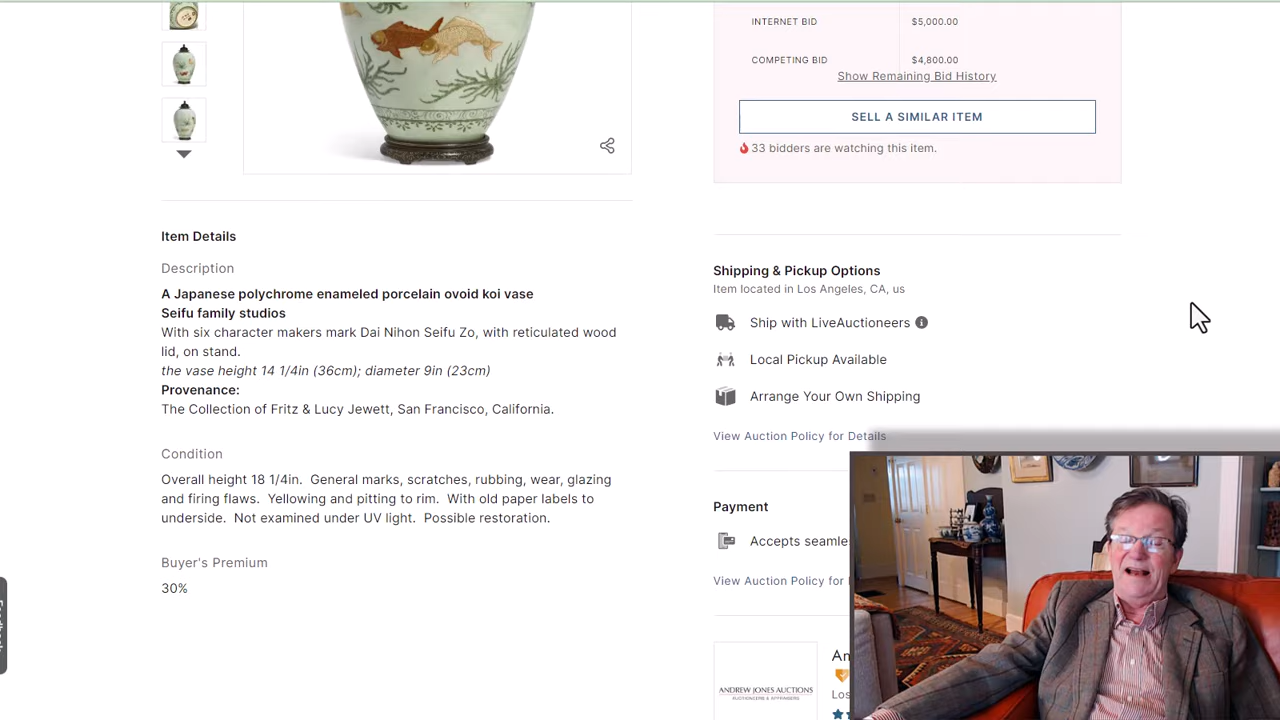 INTERNET BID $5,000.00
COMPETING BID $4,800.00
Show Remaining Bid History
SELL A SIMILAR ITEM
33 bidders are watching this item.
Item Details
Description
A Japanese polychrome enameled porcelain ovoid koi vase
Seifu family studios
With six character makers mark Dai Nihon Seifu Zo, with reticulated wood
lid, on stand.
the vase height 14 1/4in (36cm); diameter 9in (23cm)
Provenance:
The Collection of Fritz & Lucy Jewett, San Francisco, California.
Condition
Overall height 18 1/4in. General marks, scratches, rubbing, wear, glazing
and firing flaws. Yellowing and pitting to rim. With old paper labels to
underside. Not examined under UV light. Possible restoration.
Buyer's Premium
30%
Shipping & Pickup Options
Item located in Los Angeles, CA, us
Ship with LiveAuctioneers
Local Pickup Available
Arrange Your Own Shipping
View Auction Policy for Details
Payment
Accepts seamle
View Auction Policy for
An
Los
ANDREW JONES AUCTIONS